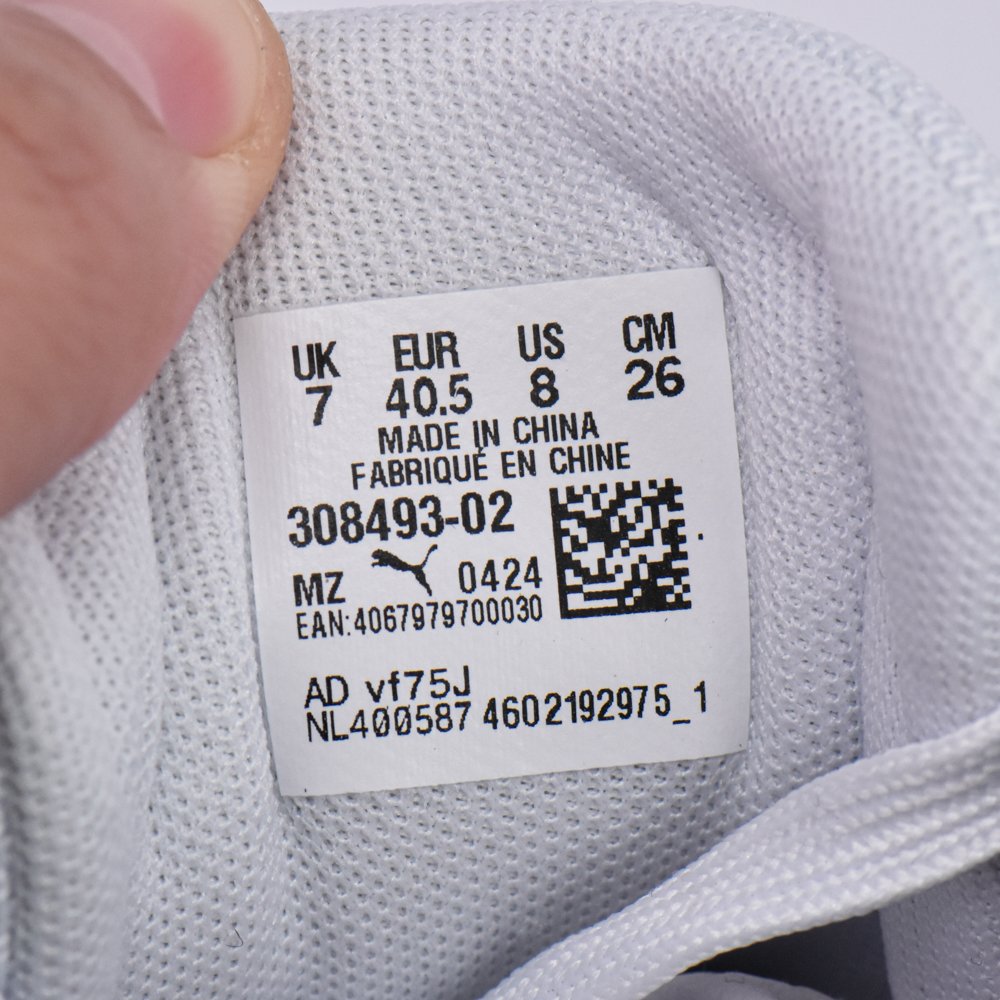 UK EUR US CM
7 40.5 8 26
MADE IN CHINA
FABRIQUÉ EN CHINE
308493-02
MZ 0424
EAN:4067979700030
AD vf75J
NL400587 4602192975_1